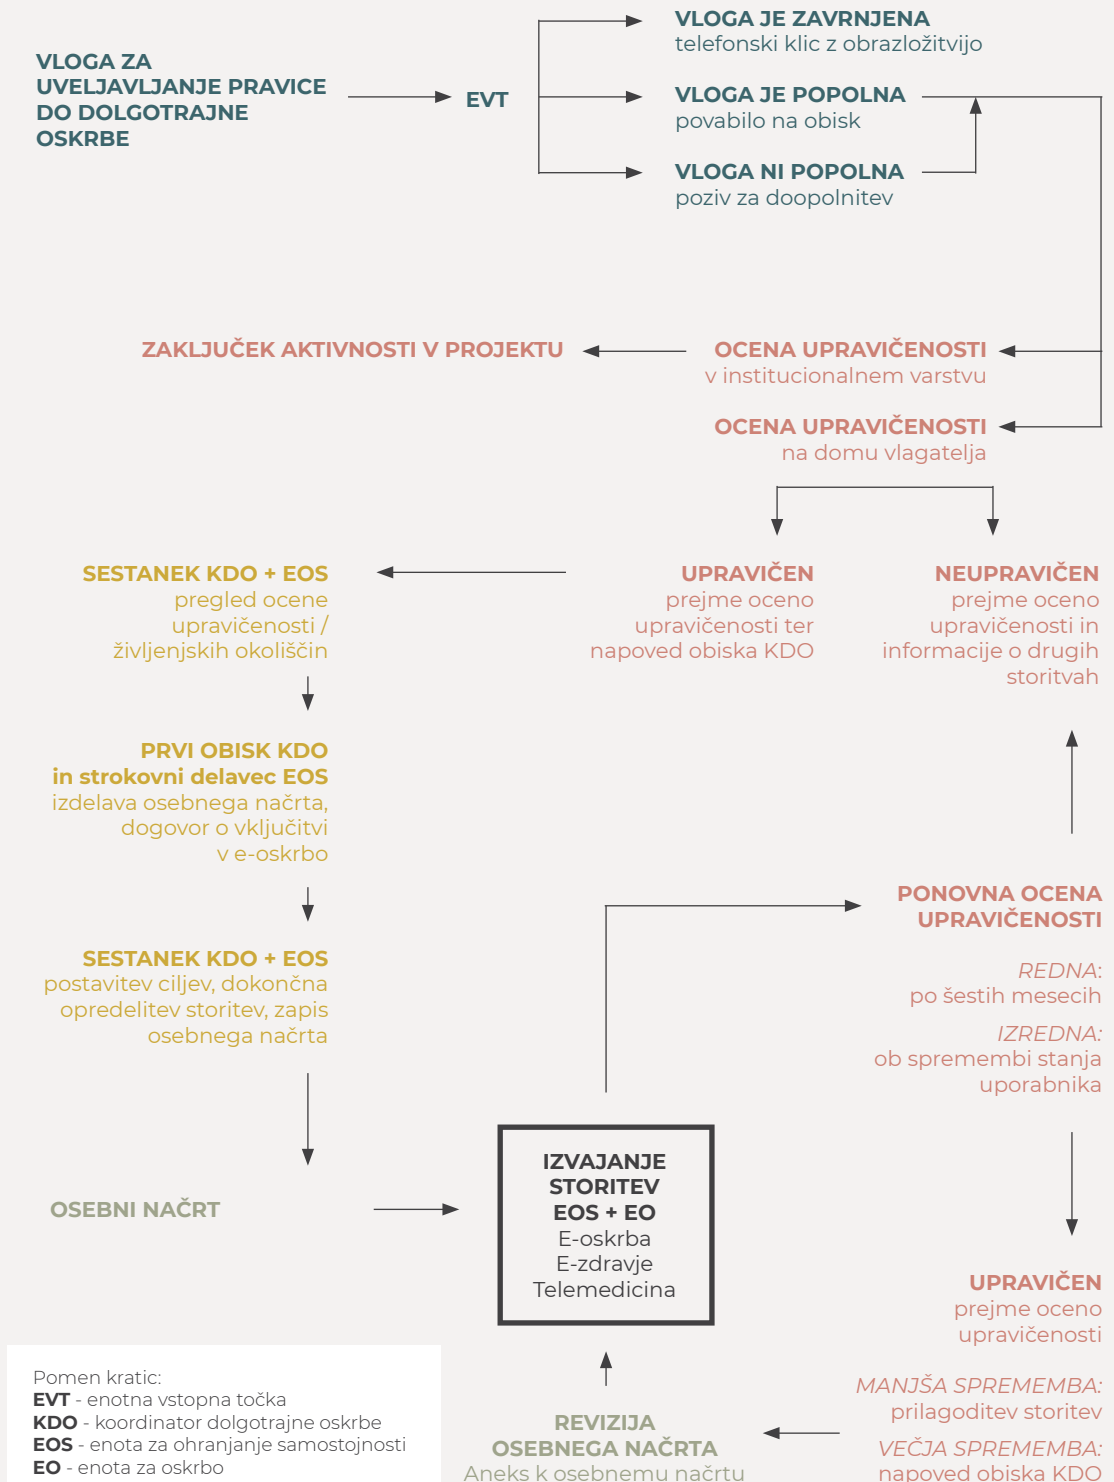 VLOGA ZA
UVELJAVLJANJE PRAVICE
DO DOLGOTRAJNE
OSKRBE
EVT
VLOGA JE ZAVRNJENA
telefonski klic z obrazložitvijo
VLOGA JE POPOLNA
povabilo na obisk
VLOGA NI POPOLNA
poziv za doopolnitev
ZAKLJUČEK AKTIVNOSTI V PROJEKTU
OCENA UPRAVIČENOSTI
v institucionalnem varstvu
OCENA UPRAVIČENOSTI
na domu vlagatelja
UPRAVIČEN
prejme oceno
upravičenosti ter
napoved obiska KDO
NEUPRAVIČEN
prejme oceno
upravičenosti in
informacije o drugih
storitvah
SESTANEK KDO + EOS
pregled ocene
upravičenosti /
življenjskih okoliščin
PRVI OBISK KDO
in strokovni delavec EOS
izdelava osebnega načrta,
dogovor o vključitvi
v e-oskrbo
SESTANEK KDO + EOS
postavitev ciljev, dokončna
opredelitev storitev, zapis
osebnega načrta
OSEBNI NAČRT
IZVAJANJE
STORITEV
EOS + EO
E-oskrba
E-zdravje
Telemedicina
PONOVNA OCENA
UPRAVIČENOSTI
REDNA:
po šestih mesecih
IZREDNA:
ob spremembi stanja
uporabnika
UPRAVIČEN
prejme oceno
upravičenosti
MANJŠA SPREMEMBA:
prilagoditev storitev
VEČJA SPREMEMBA:
napoved obiska KDO
REVIZIJA
OSEBNEGA NAČRTA
Aneks k osebnemu načrtu
Pomen kratic:
EVT - enotna vstopna točka
KDO - koordinator dolgotrajne oskrbe
EOS - enota za ohranjanje samostojnosti
EO - enota za oskrbo